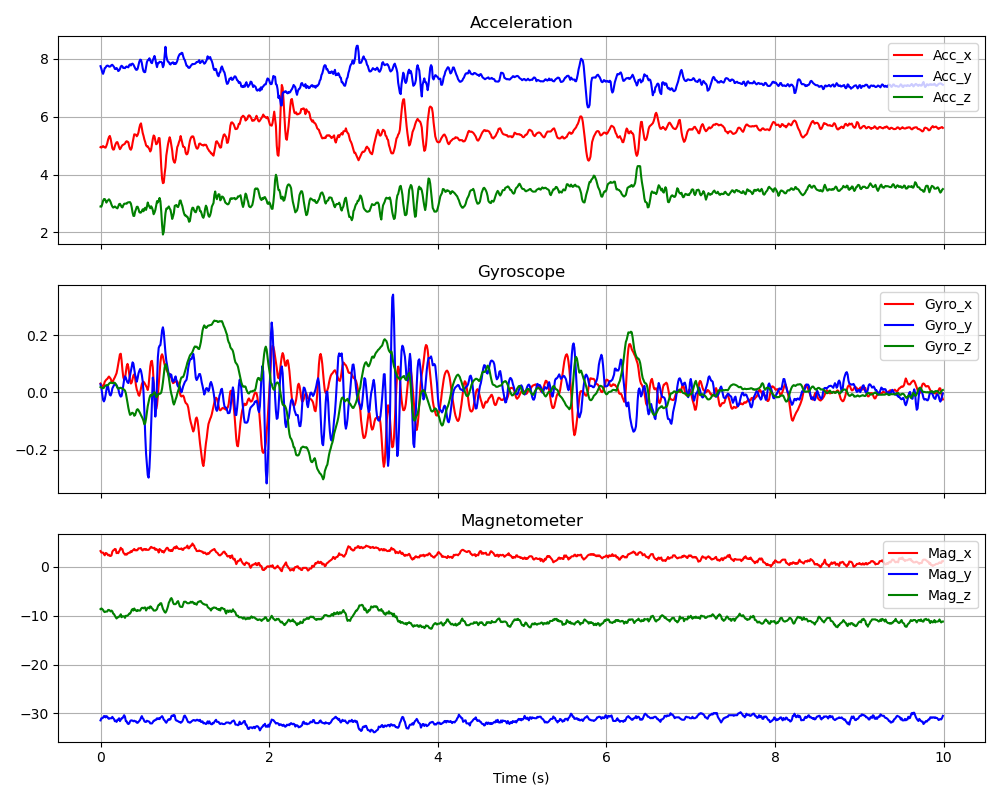 Acceleration
8
6
4
2
Acc_x
Acc_y
Acc_z
Gyroscope
0.2
0.0
−0.2
Gyro_x
Gyro_y
Gyro_z
Magnetometer
0
−10
−20
−30
Mag_x
Mag_y
Mag_z
0 2 4 6 8 10
Time (s)